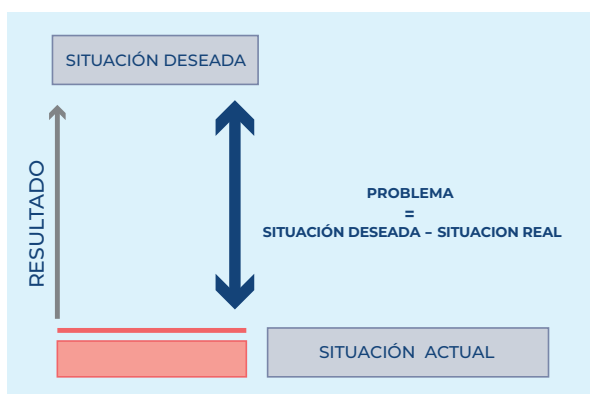 SITUACIÓN DESEADA
RESULTADO
PROBLEMA
=
SITUACIÓN DESEADA – SITUACION REAL
SITUACIÓN ACTUAL